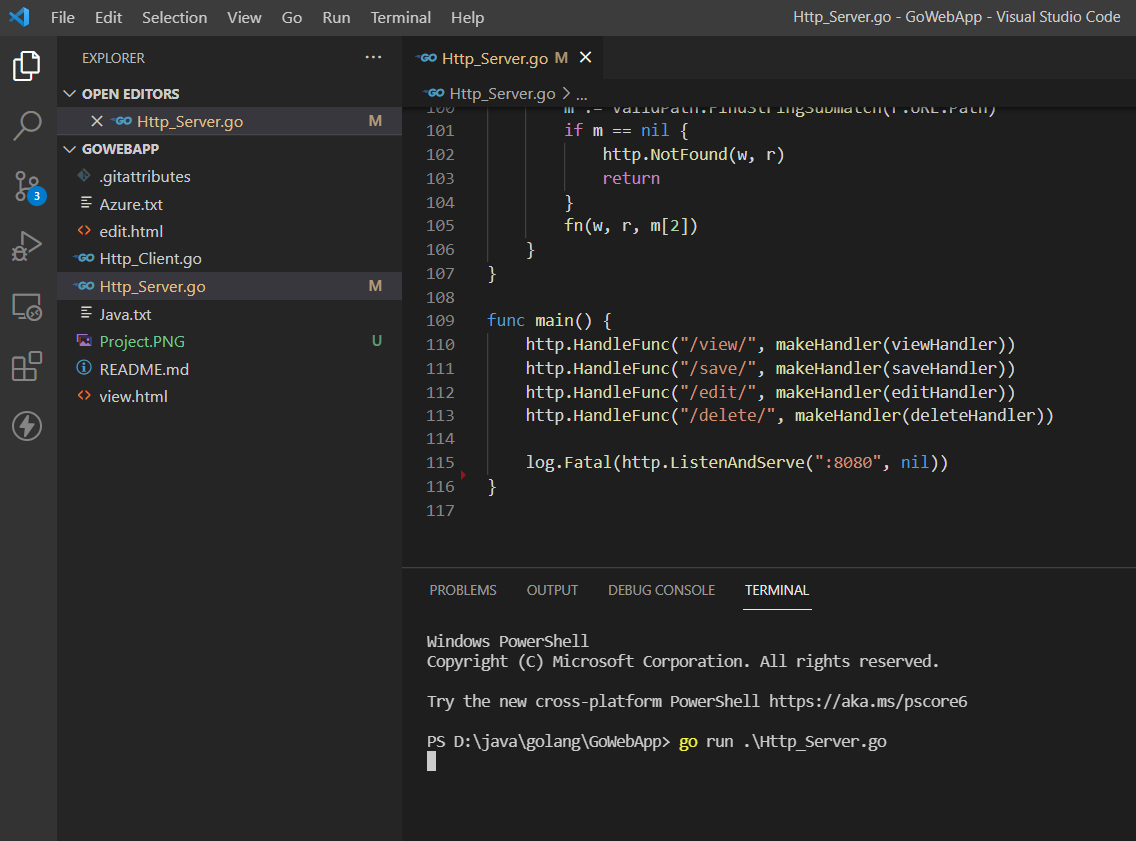 File Edit Selection View Go Run Terminal Help
Http_Server.go - GoWebApp - Visual Studio Code
EXPLORER ...
OPEN EDITORS
Http_Server.go M
GOWEBAPP
.gitattributes
Azure.txt
edit.html
Http_Client.go
Http_Server.go M
Java.txt
Project.PNG U
README.md
view.html
3
GO Http_Server.go M
GO Http_Server.go > ...
100 m := validPath.FindStringSubmatch(r.URL.Path)
101 if m == nil {
102 http.NotFound(w, r)
103 return
104 }
105 fn(w, r, m[2])
106 }
107 }
108
109 func main() {
110 http.HandleFunc("/view/", makeHandler(viewHandler))
111 http.HandleFunc("/save/", makeHandler(saveHandler))
112 http.HandleFunc("/edit/", makeHandler(editHandler))
113 http.HandleFunc("/delete/", makeHandler(deleteHandler))
114
115 log.Fatal(http.ListenAndServe(":8080", nil))
116 }
117
PROBLEMS OUTPUT DEBUG CONSOLE TERMINAL
Windows PowerShell
Copyright (C) Microsoft Corporation. All rights reserved.
Try the new cross-platform PowerShell https://aka.ms/pscore6
PS D:\java\golang\GoWebApp> go run .\Http_Server.go